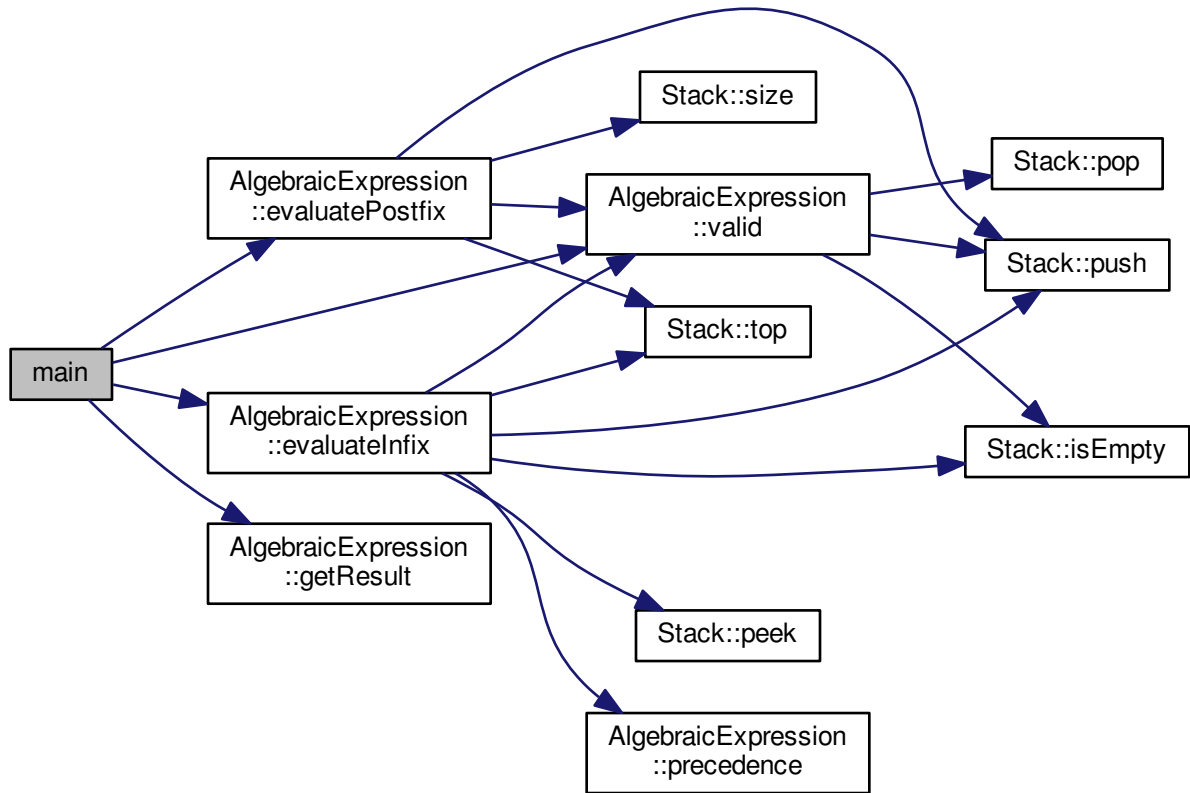 Stack::size
AlgebraicExpression
::evaluatePostfix
AlgebraicExpression
::valid
Stack::pop
Stack::push
Stack::top
main
AlgebraicExpression
::evaluateInfix
Stack::isEmpty
AlgebraicExpression
::getResult
Stack::peek
AlgebraicExpression
::precedence